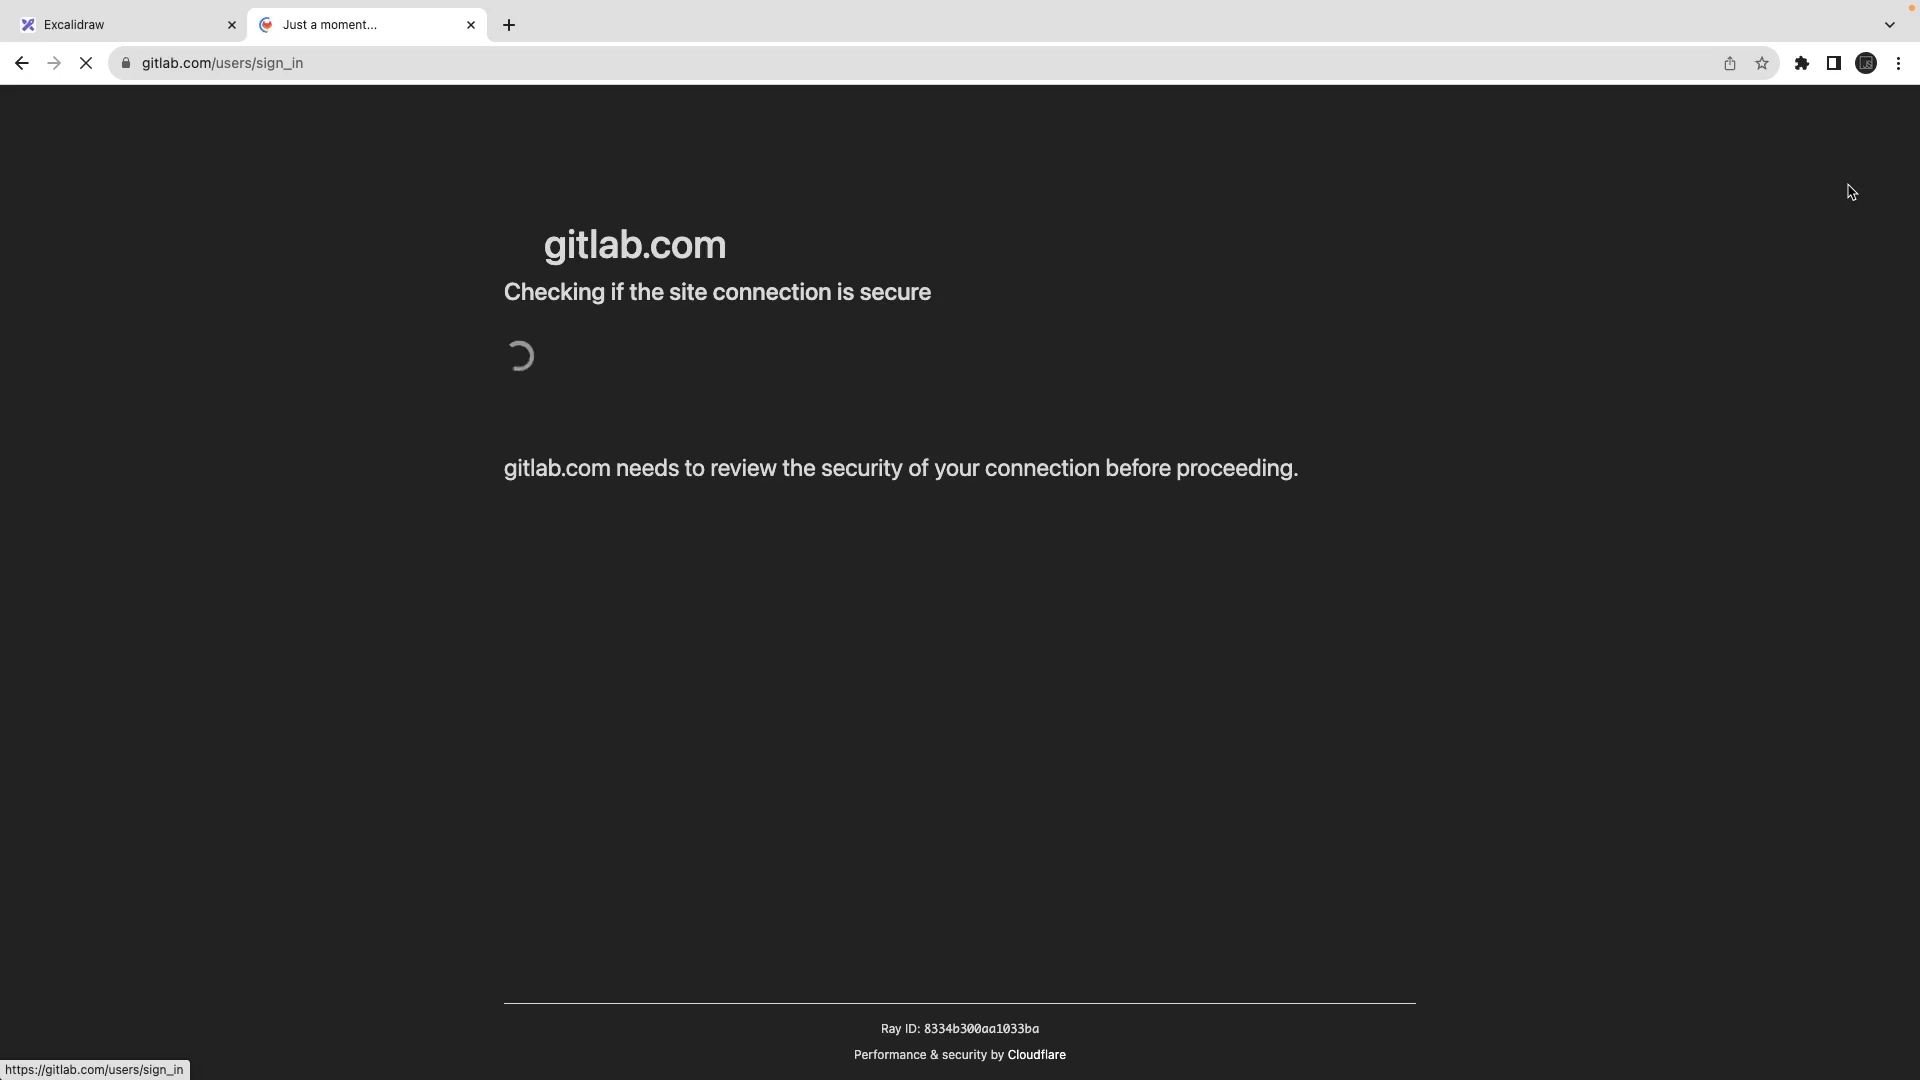 Excalidraw
Just a moment...
gitlab.com/users/sign_in
gitlab.com
Checking if the site connection is secure
gitlab.com needs to review the security of your connection before proceeding.
Ray ID: 8334b300aa1033ba
Performance & security by Cloudflare
https://gitlab.com/users/sign_in